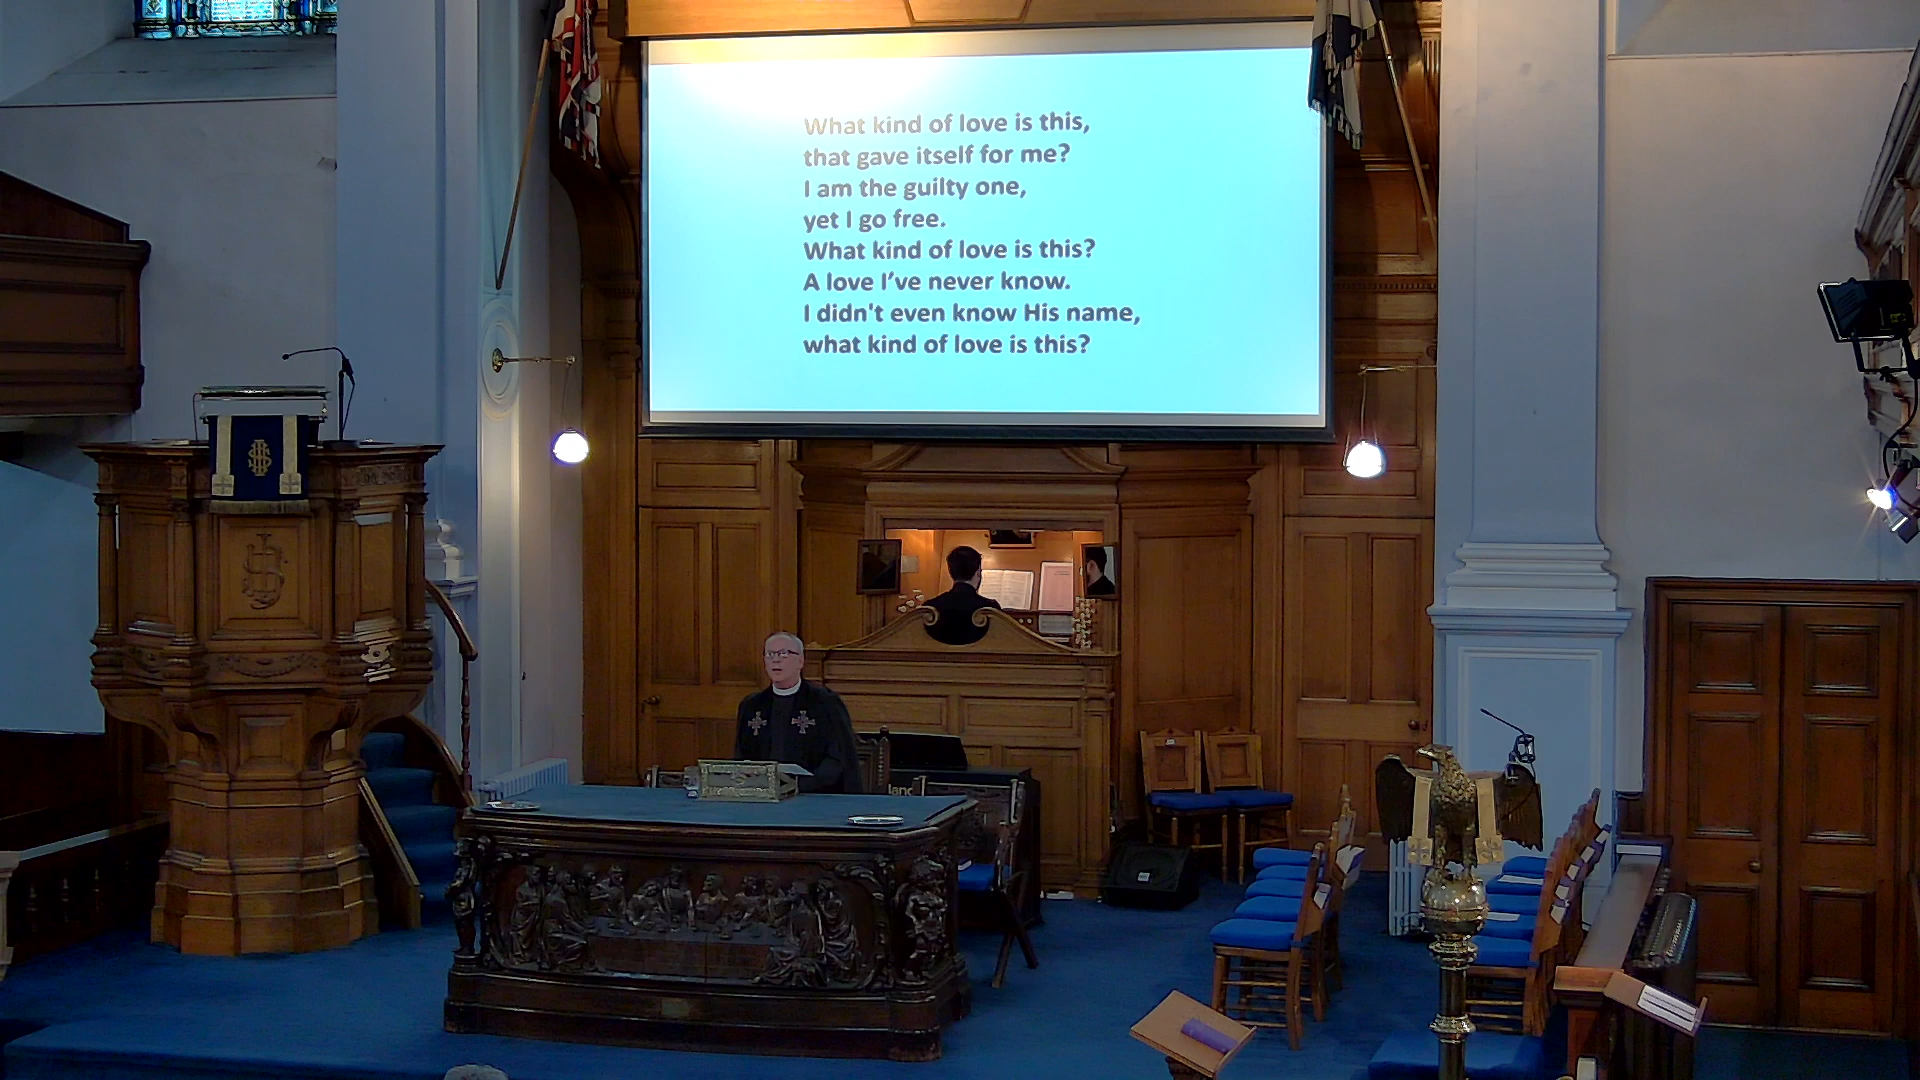 What kind of love is this,
that gave itself for me?
I am the guilty one,
yet I go free.
What kind of love is this?
A love I’ve never know.
I didn't even know His name,
what kind of love is this?
IHS
IHS